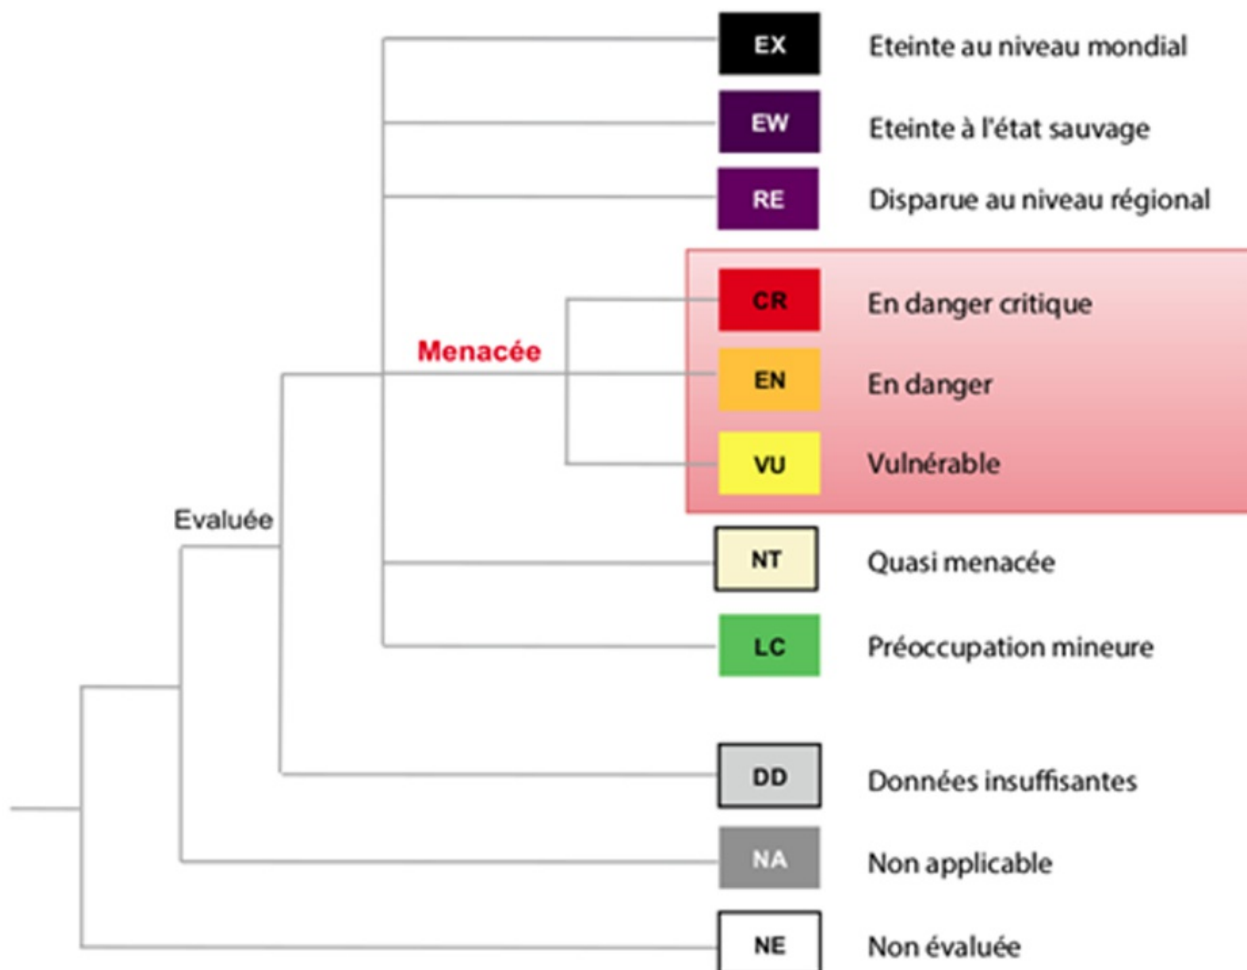 EX Eteinte au niveau mondial
EW Eteinte à l'état sauvage
RE Disparue au niveau régional
CR En danger critique
Menacée
EN En danger
VU Vulnérable
Evaluée
NT Quasi menacée
LC Préoccupation mineure
DD Données insuffisantes
NA Non applicable
NE Non évaluée